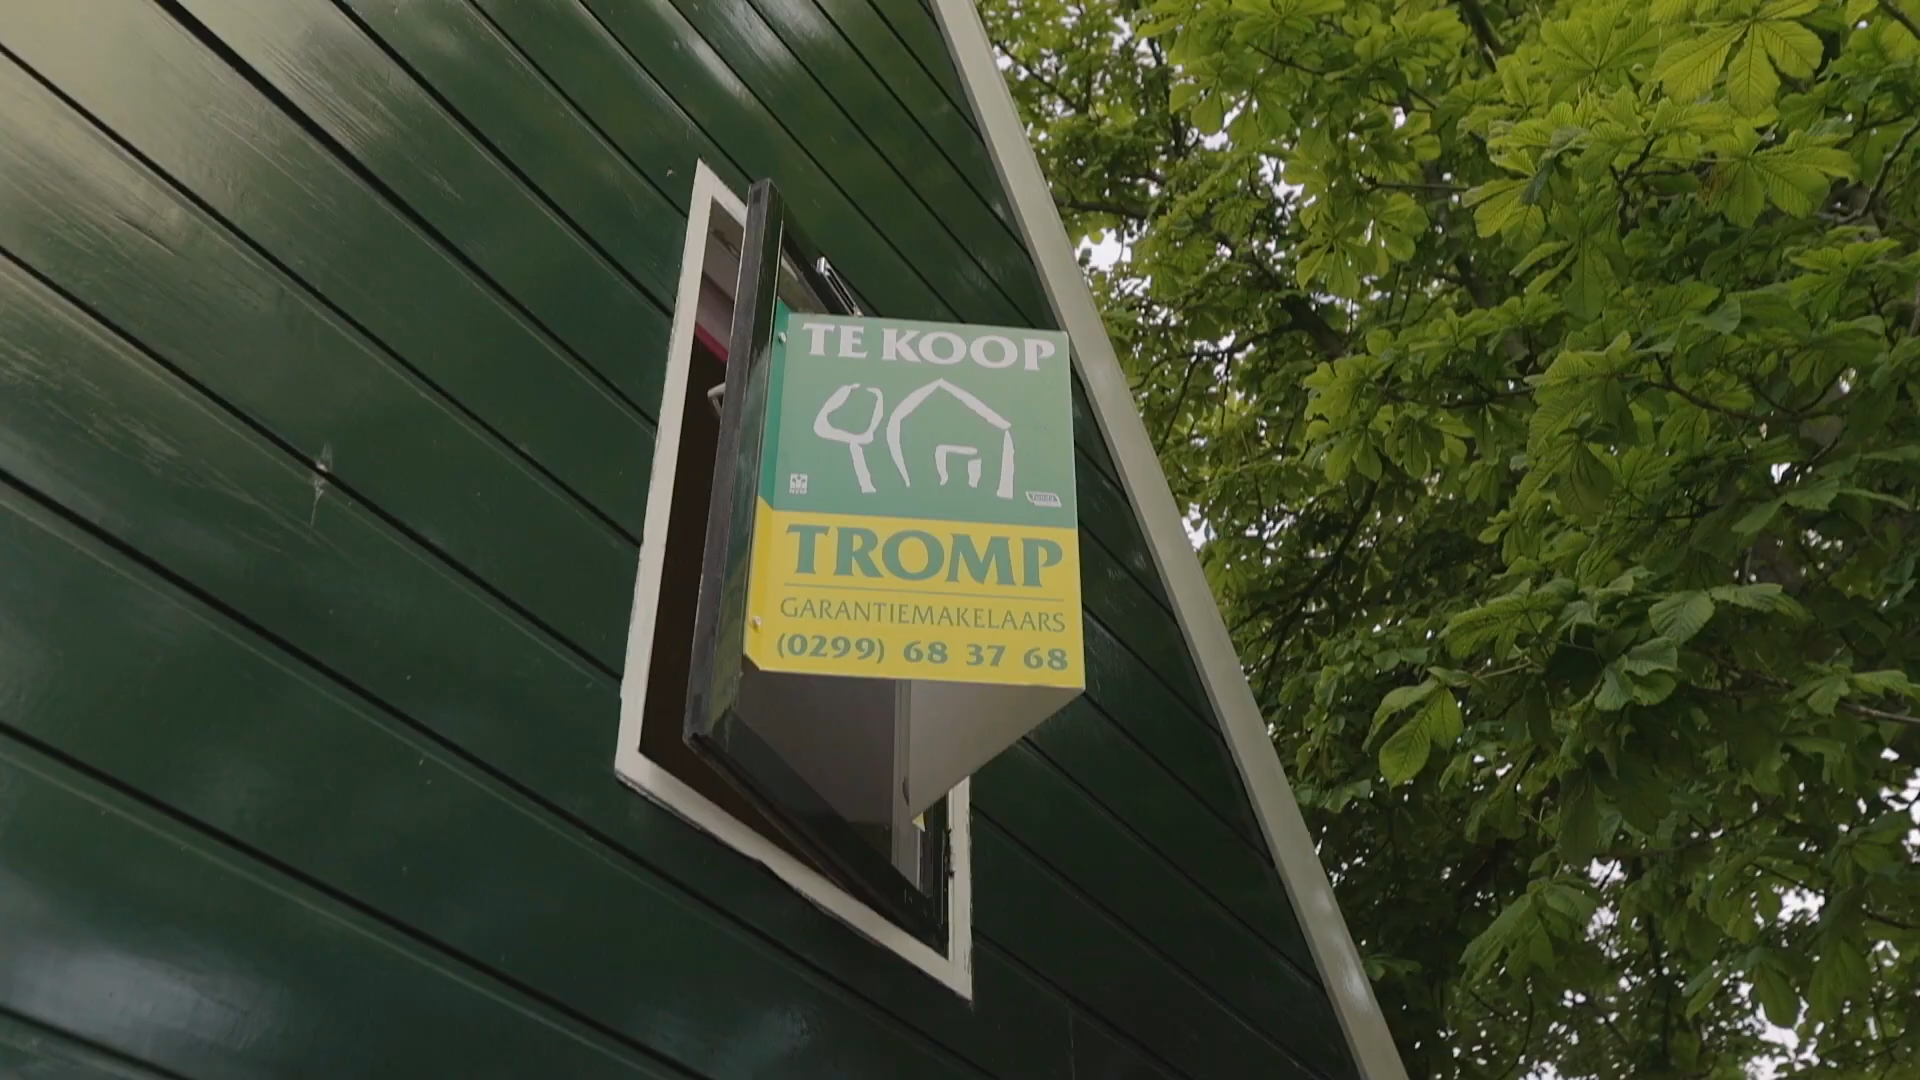 TE KOOP
TROMP
GARANTIEMAKELAARS
(0299) 68 37 68